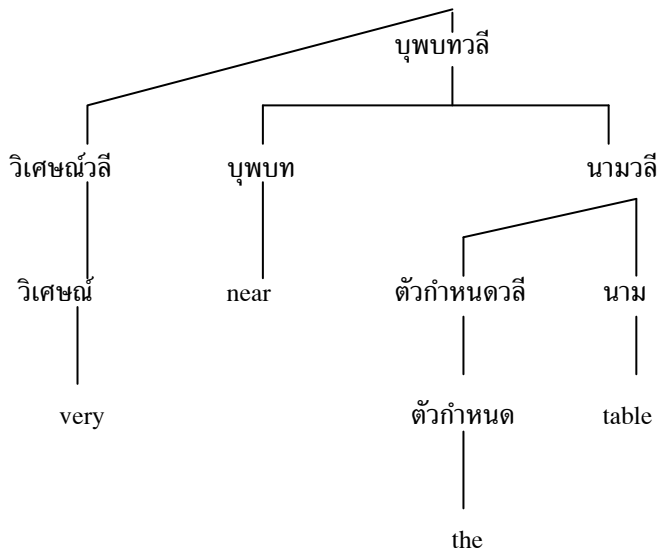 บุพบทวลี
วิเศษณ์วลี บุพบท นามวลี
วิเศษณ์ near ตัวกำหนดวลี นาม
very ตัวกำหนด table
the